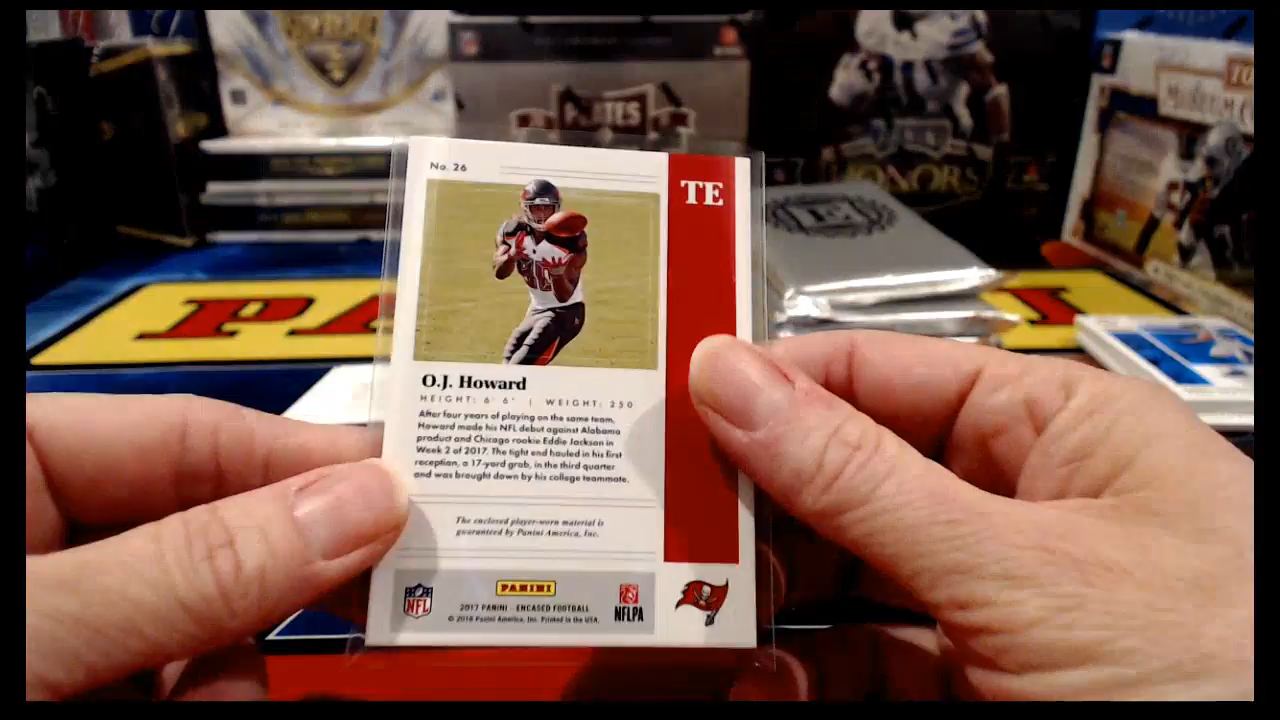 PLATES
HONORS
No. 26
TE
O.J. Howard
HEIGHT: 6' 6" | WEIGHT: 250
After four years of playing on the same team,
Howard made his NFL debut against Alabama
product and Chicago rookie Eddie Jackson in
Week 2 of 2017. The tight end hauled in his first
reception, a 17-yard grab, in the third quarter
and was brought down by his college teammate.
The enclosed player-worn material is
guaranteed by Panini America, Inc.
NFL
PANINI
NFLPA
2017 PANINI - ENCASED FOOTBALL
© 2018 Panini America, Inc. Printed in the USA.